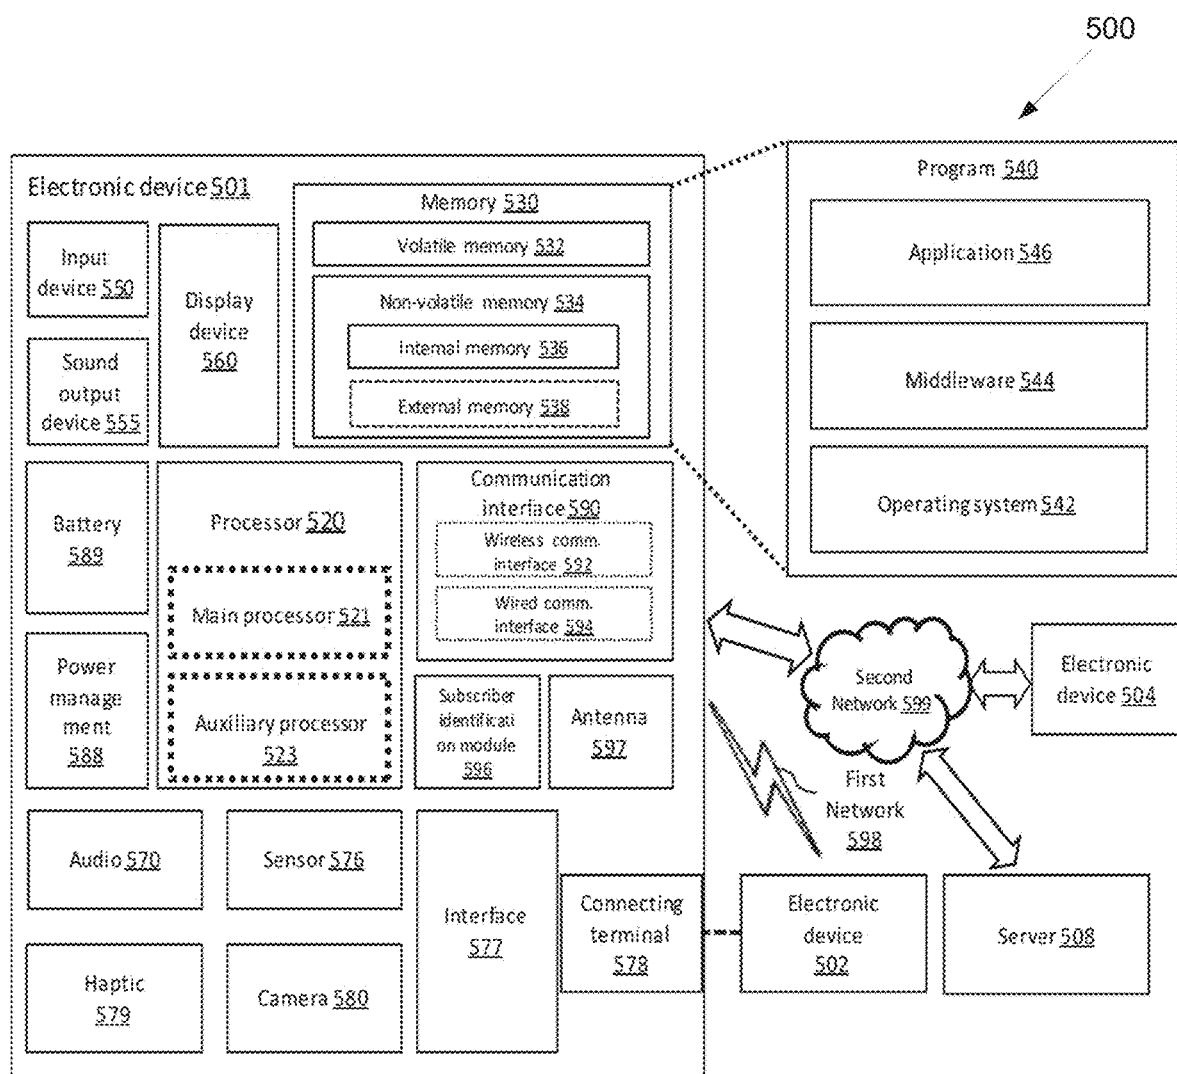 500
Electronic device 501
Input
device 550
Sound
output
device 555
Display
device
560
Memory 530
Volatile memory 532
Non-volatile memory 534
Internal memory 536
External memory 538
Program 540
Application 546
Middleware 544
Operating system 542
Battery
589
Power
manage
ment
588
Processor 520
Main processor 521
Auxiliary processor
523
Communication
interface 590
Wireless comm.
interface 592
Wired comm.
interface 594
Subscriber
identificati
on module
596
Antenna
597
Second
Network 599
Electronic
device 504
First
Network
598
Audio 570
Sensor 576
Haptic
579
Camera 580
Interface
577
Connecting
terminal
578
Electronic
device
502
Server 508